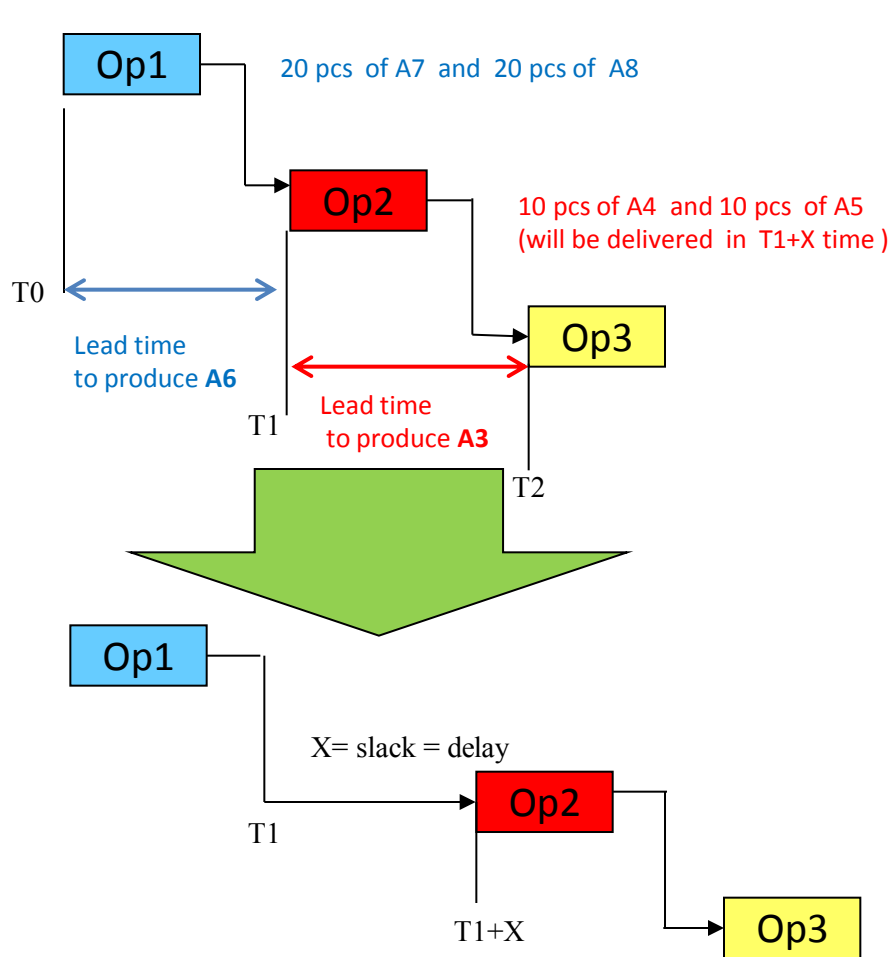 Op1
20 pcs of A7 and 20 pcs of A8
Op2
10 pcs of A4 and 10 pcs of A5
(will be delivered in T1+X time )
T0
Op3
Lead time
to produce A6
Lead time
to produce A3
T1
T2
Op1
X= slack = delay
Op2
T1
T1+X
Op3